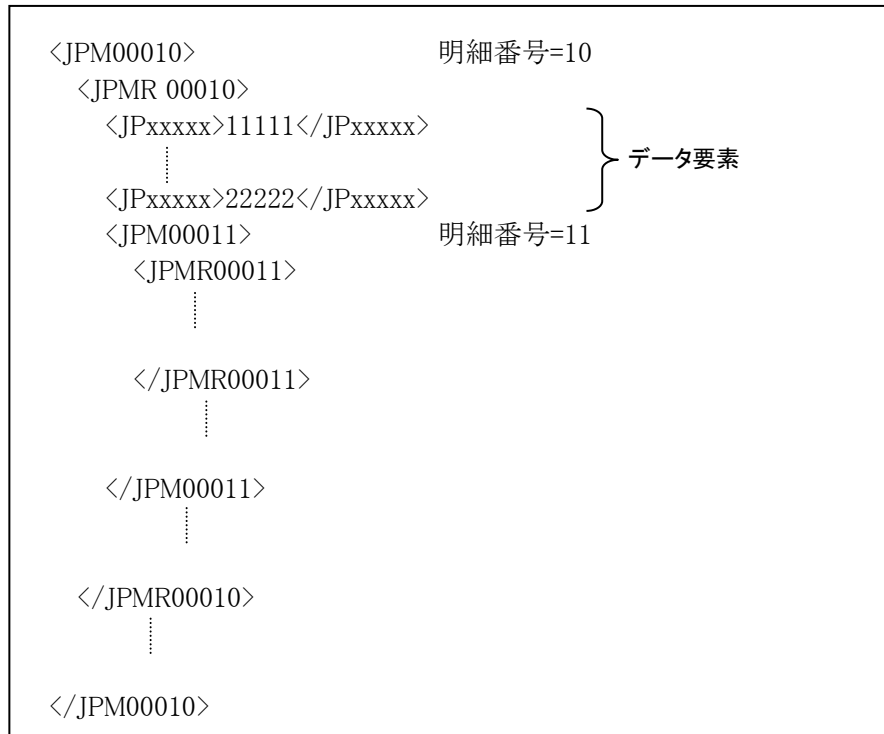 <JPM00010> 明細番号=10
<JPMR 00010>
<JPxxxxx>11111</JPxxxxx>
データ要素
<JPxxxxx>22222</JPxxxxx>
<JPM00011> 明細番号=11
<JPMR00011>
</JPMR00011>
</JPM00011>
</JPMR00010>
</JPM00010>